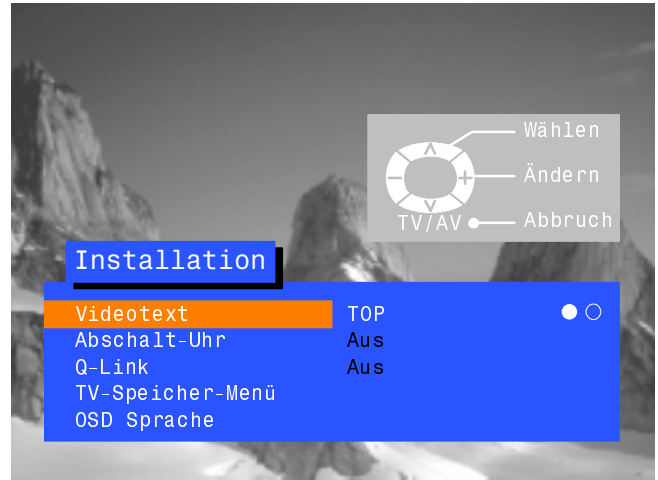 Wählen
Ändern
TV/AV Abbruch
Installation
Videotext TOP
Abschalt-Uhr Aus
Q-Link Aus
TV-Speicher-Menü
OSD Sprache